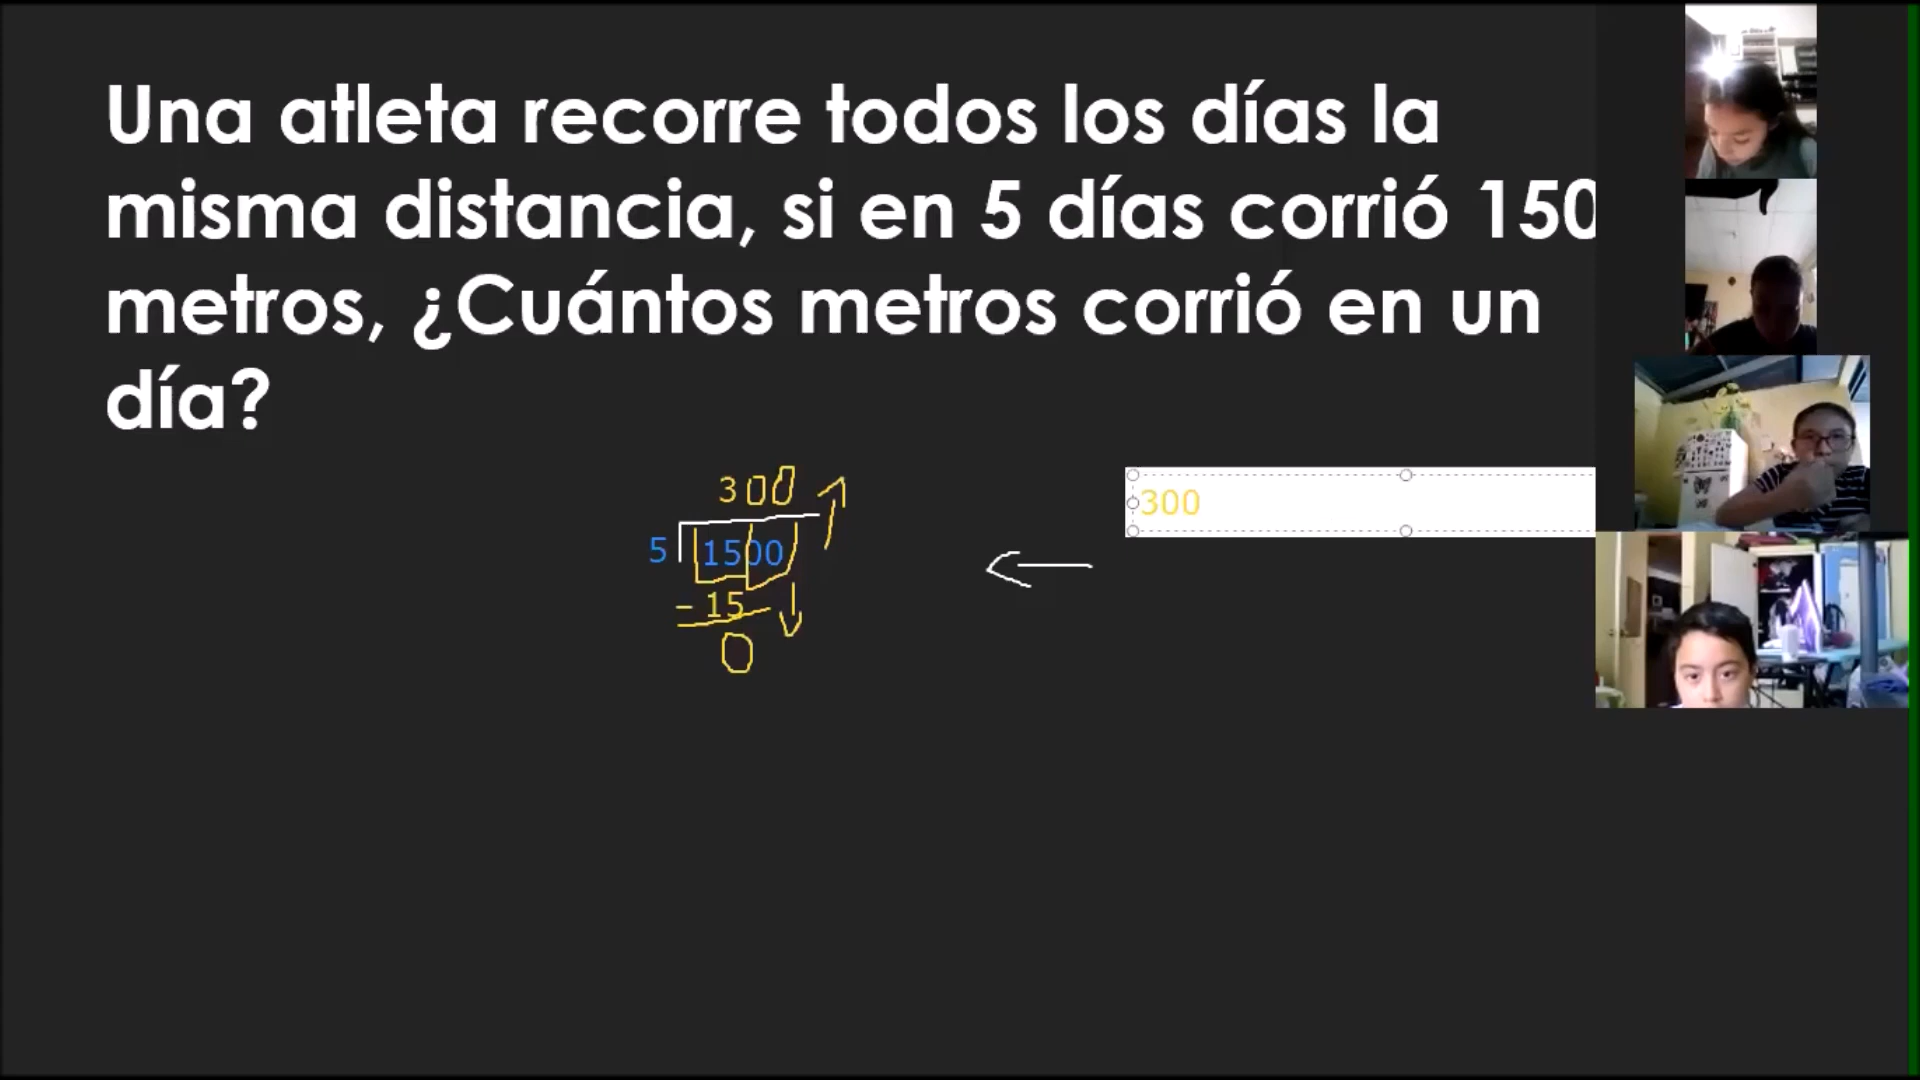 Una atleta recorre todos los días la
misma distancia, si en 5 días corrió 150
metros, ¿Cuántos metros corrió en un
día?
300
5 1500
- 15
0
300